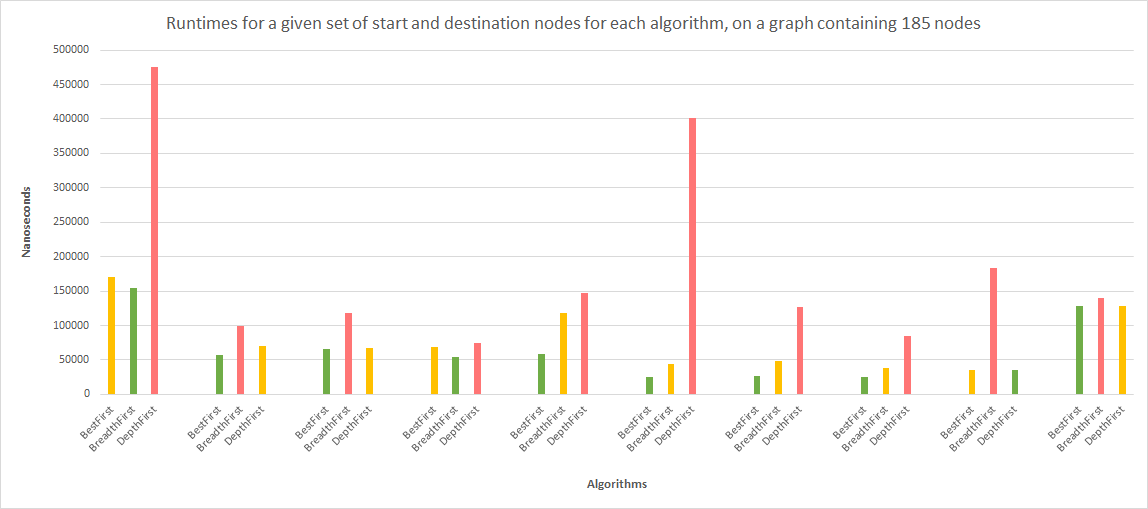 Runtimes for a given set of start and destination nodes for each algorithm, on a graph containing 185 nodes
500000
450000
400000
350000
300000
250000
200000
150000
100000
50000
0
Nanoseconds
BestFirst
BreadthFirst
DepthFirst
BestFirst
BreadthFirst
DepthFirst
BestFirst
BreadthFirst
DepthFirst
BestFirst
BreadthFirst
DepthFirst
BestFirst
BreadthFirst
DepthFirst
BestFirst
BreadthFirst
DepthFirst
BestFirst
BreadthFirst
DepthFirst
BestFirst
BreadthFirst
DepthFirst
BestFirst
BreadthFirst
DepthFirst
BestFirst
BreadthFirst
DepthFirst
Algorithms